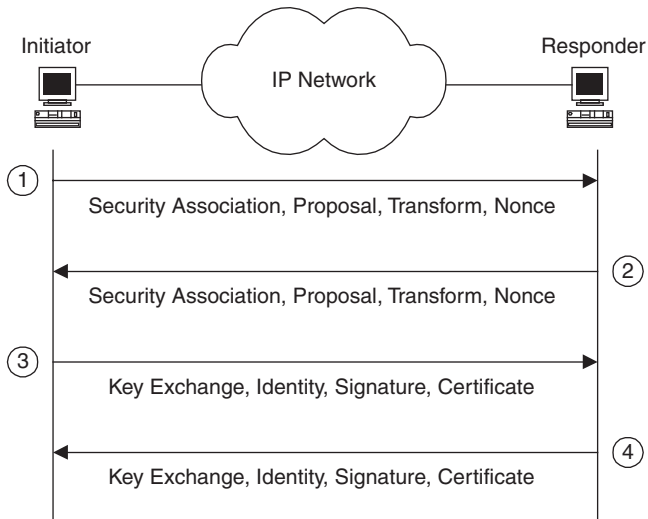 Initiator
Responder
IP Network
1
Security Association, Proposal, Transform, Nonce
2
Security Association, Proposal, Transform, Nonce
3
Key Exchange, Identity, Signature, Certificate
4
Key Exchange, Identity, Signature, Certificate